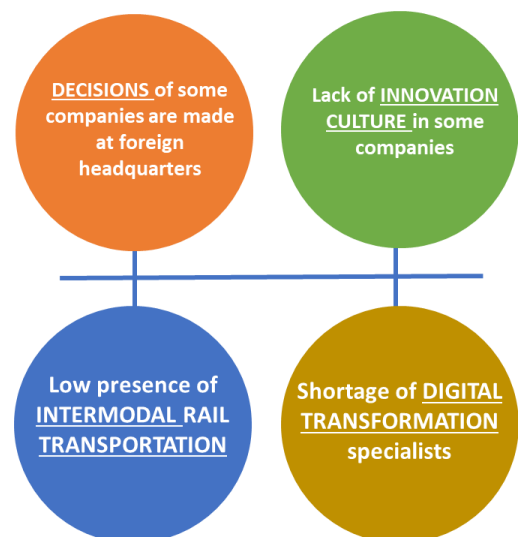 DECISIONS of some
companies are made
at foreign
headquarters
Lack of INNOVATION
CULTURE in some
companies
Low presence of
INTERMODAL RAIL
TRANSPORTATION
Shortage of DIGITAL
TRANSFORMATION
specialists